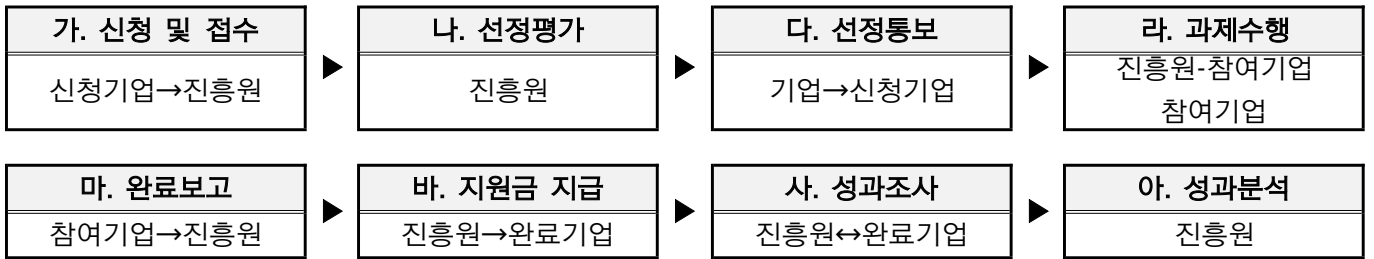 가. 신청 및 접수 ▶ 나. 선정평가 ▶ 다. 선정통보 ▶ 라. 과제수행
신청기업→진흥원 진흥원 기업→신청기업 진흥원-참여기업
참여기업
마. 완료보고 ▶ 바. 지원금 지급 ▶ 사. 성과조사 ▶ 아. 성과분석
참여기업→진흥원 진흥원→완료기업 진흥원↔완료기업 진흥원